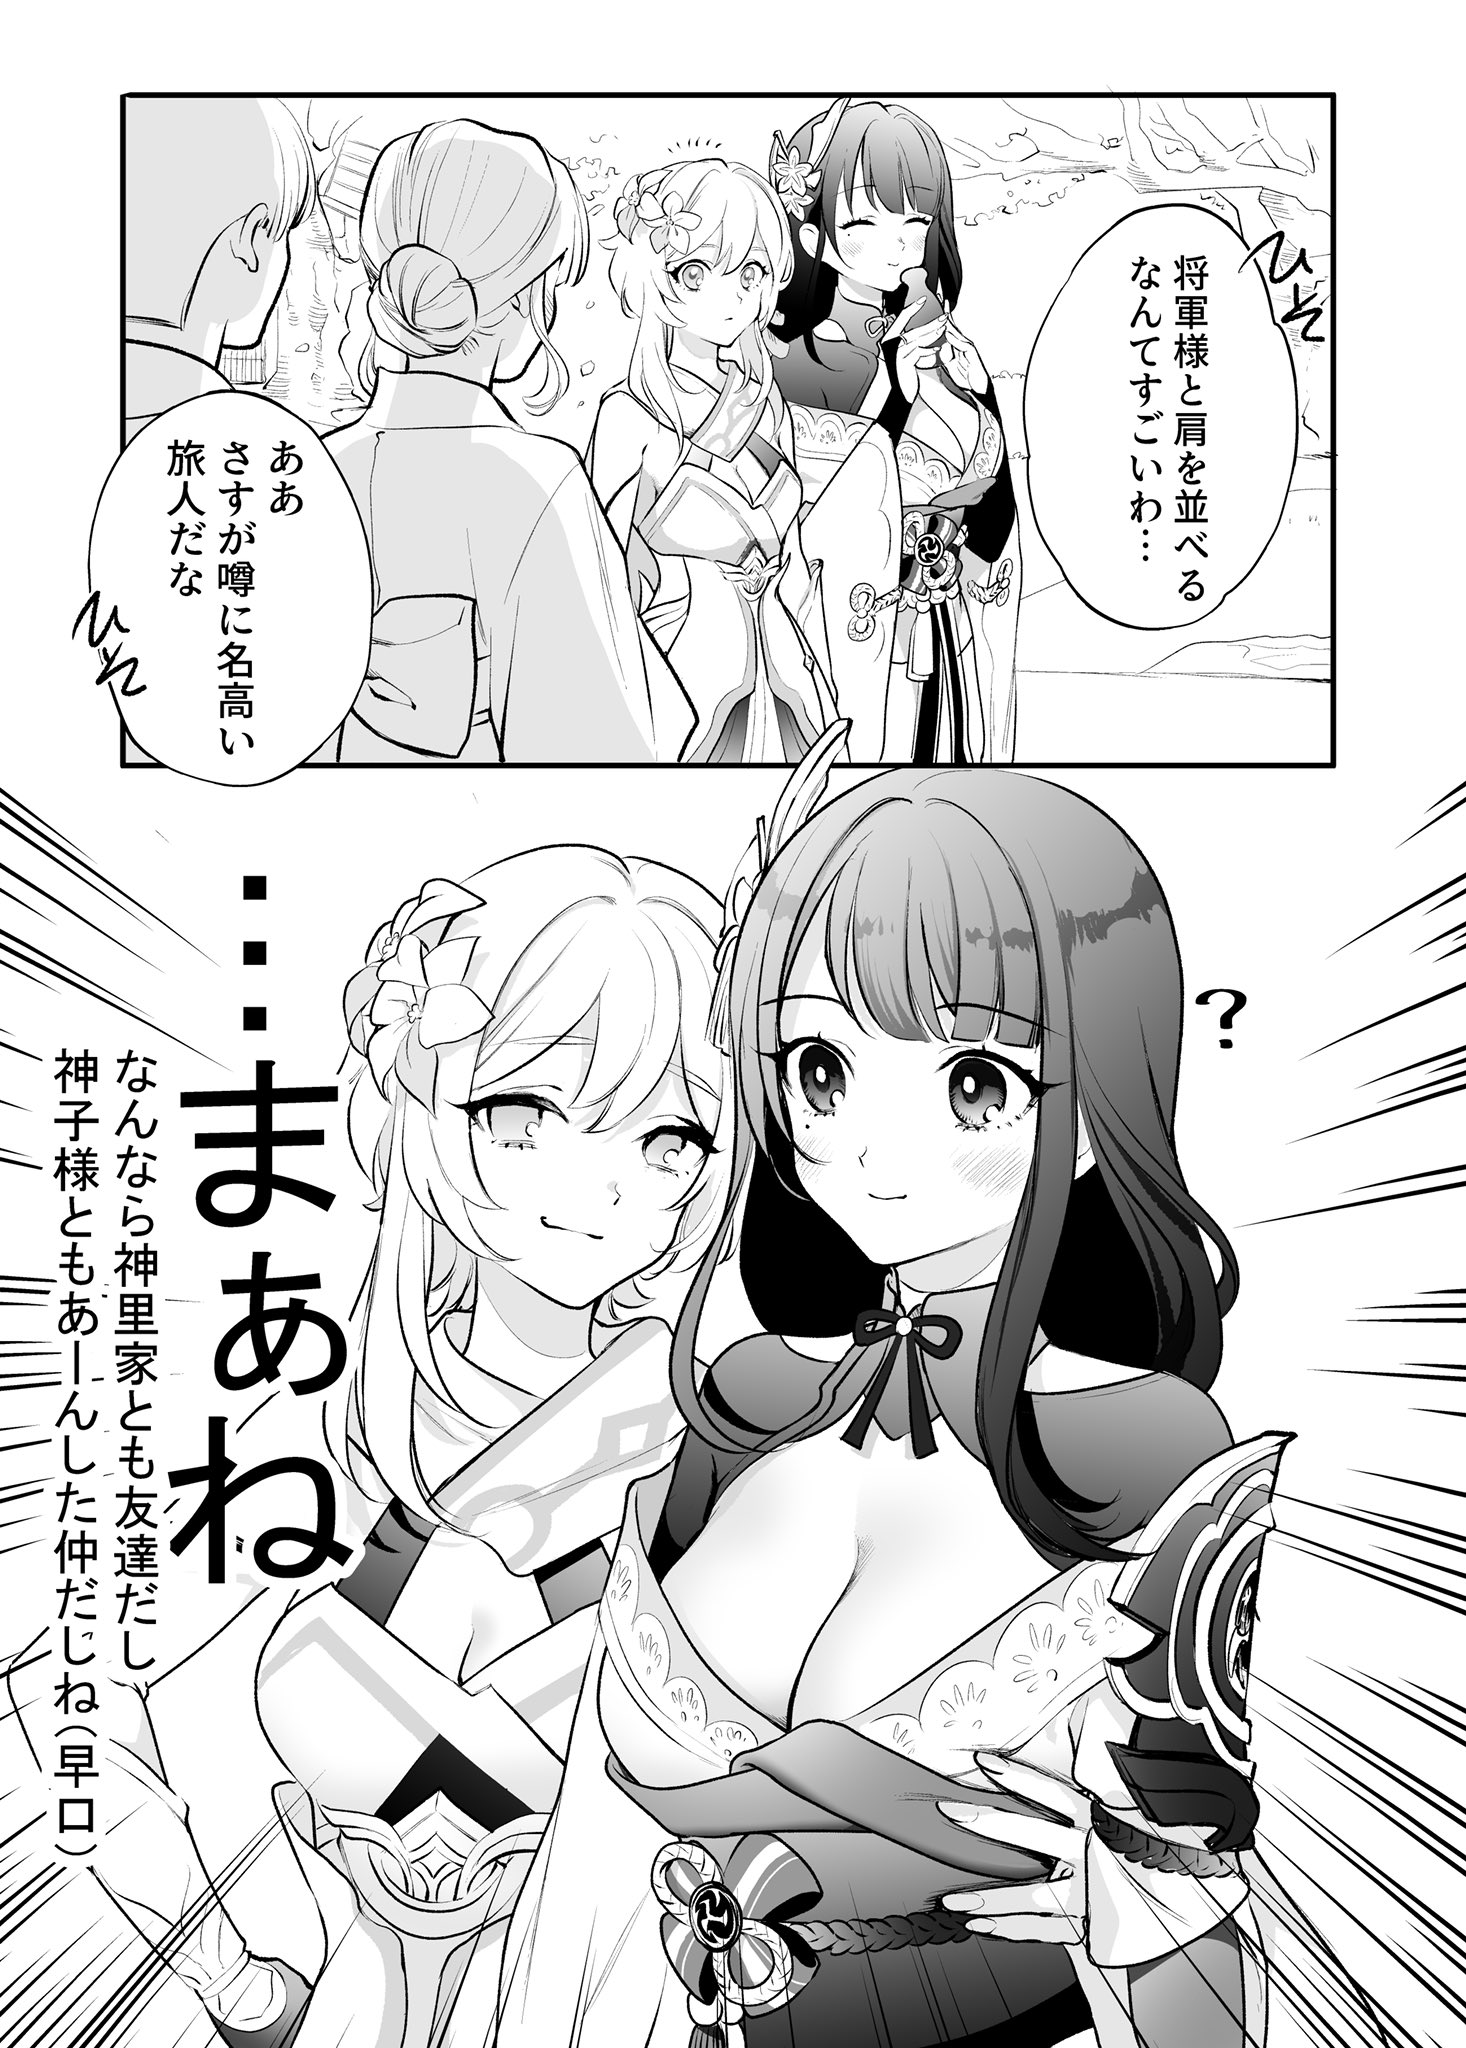 将軍様と肩を並べる
なんてすごいわ…
ひそ
ああ
さすが噂に名高い
旅人だな
ひそ
?
…まぁね
なんなら神里家とも友達だし
神子様ともあーんした仲だしね(早口)